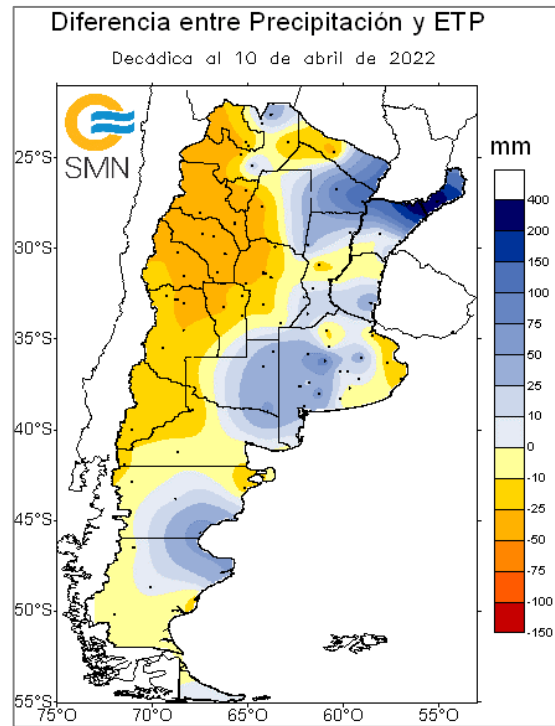 Diferencia entre Precipitación y ETP
Decádica al 10 de abril de 2022
SMN
mm
25°S
30°S
35°S
40°S
45°S
50°S
55°S
75°O
70°O
65°O
60°O
55°O
400
200
150
100
75
50
25
10
0
-10
-25
-50
-75
-100
-150